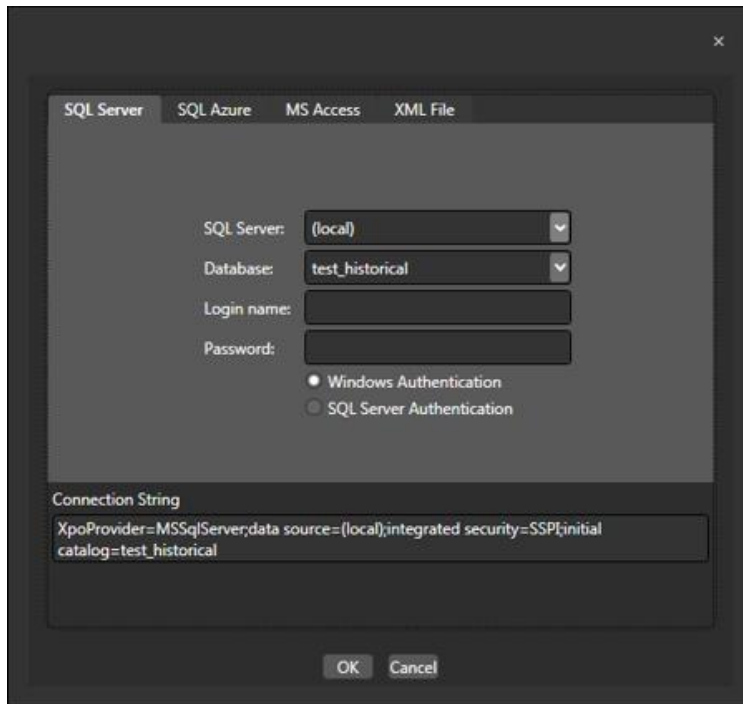 SQL Server SQL Azure MS Access XML File
SQL Server: (local)
Database: test_historical
Login name:
Password:
Windows Authentication
SQL Server Authentication
Connection String
XpoProvider=MSSqlServer;data source=(local);integrated security=SSPI;initial
catalog=test_historical
OK Cancel